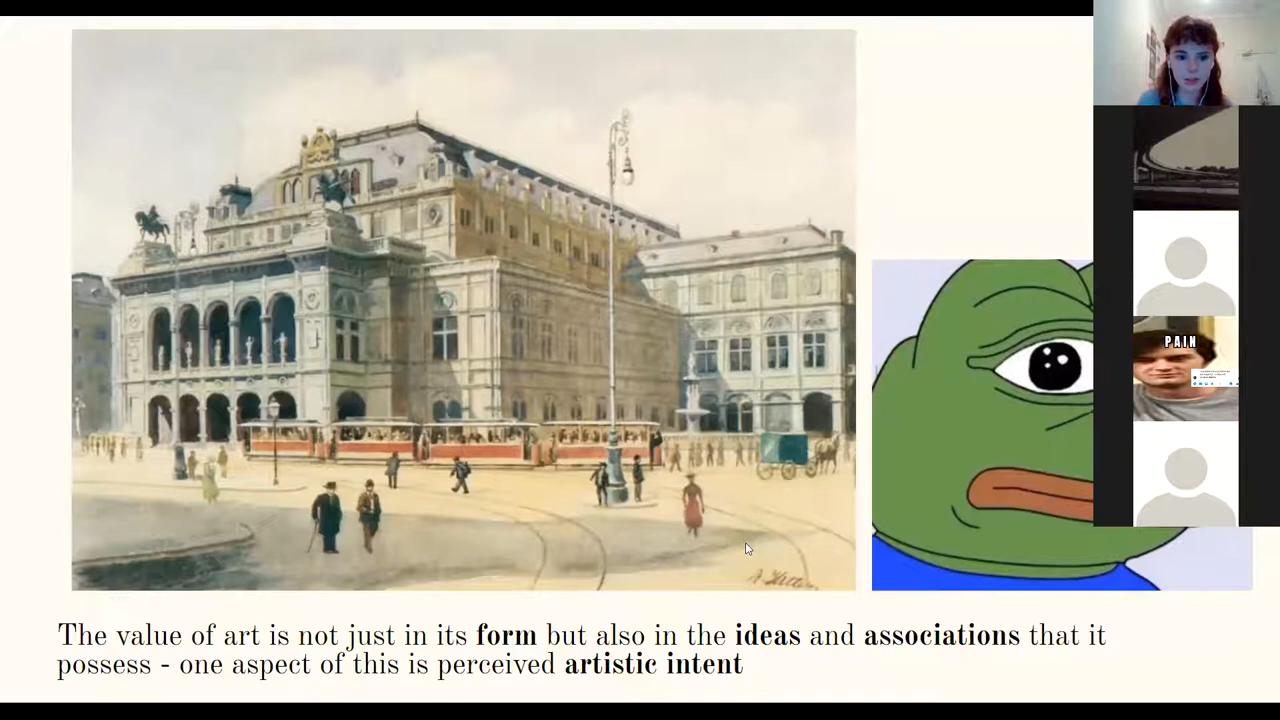 PAIN
The value of art is not just in its form but also in the ideas and associations that it
possess - one aspect of this is perceived artistic intent